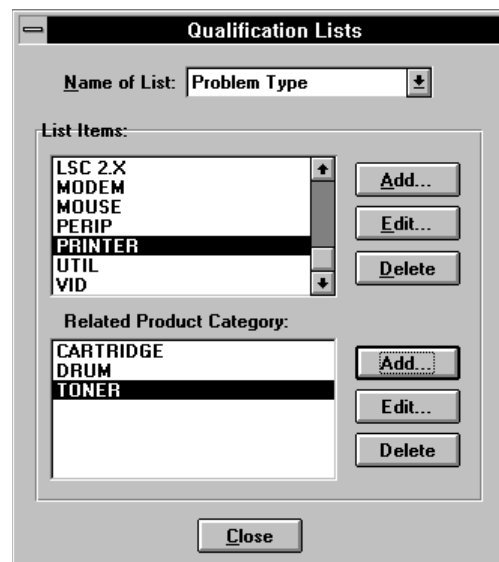 Qualification Lists
Name of List: Problem Type
List Items:
LSC 2.X
MODEM
MOUSE
PERIP
PRINTER
UTIL
VID
Add...
Edit...
Delete
Related Product Category:
CARTRIDGE
DRUM
TONER
Add...
Edit...
Delete
Close